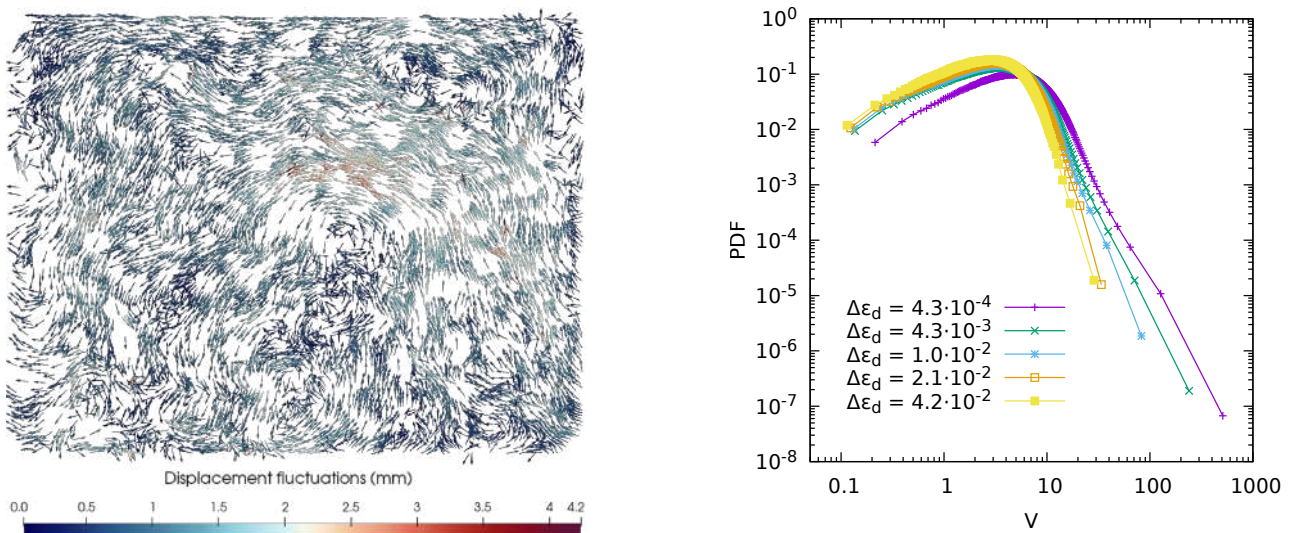 Displacement fluctuations (mm)
0.0 0.5 1 1.5 2 2.5 3 3.5 4 4.2
PDF
10^0
10^-1
10^-2
10^-3
10^-4
10^-5
10^-6
10^-7
10^-8
Δε_d = 4.3·10^-4
Δε_d = 4.3·10^-3
Δε_d = 1.0·10^-2
Δε_d = 2.1·10^-2
Δε_d = 4.2·10^-2
0.1 1 10 100 1000
V